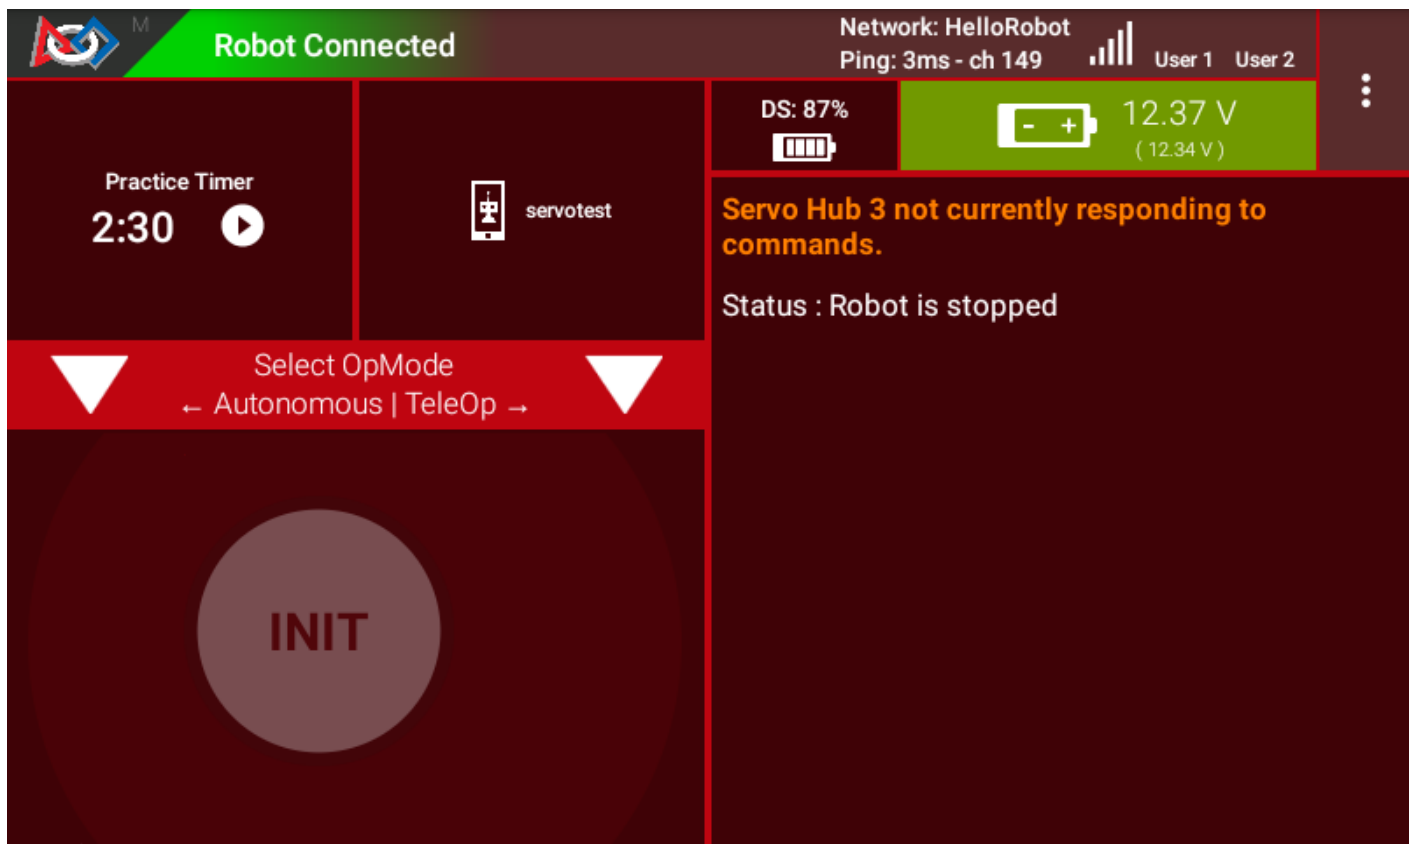 M
Robot Connected
Network: HelloRobot
Ping: 3ms - ch 149
User 1 User 2
Practice Timer
2:30
servotest
DS: 87%
- +
12.37 V
( 12.34 V )
Select OpMode
← Autonomous | TeleOp →
INIT
Servo Hub 3 not currently responding to
commands.
Status : Robot is stopped